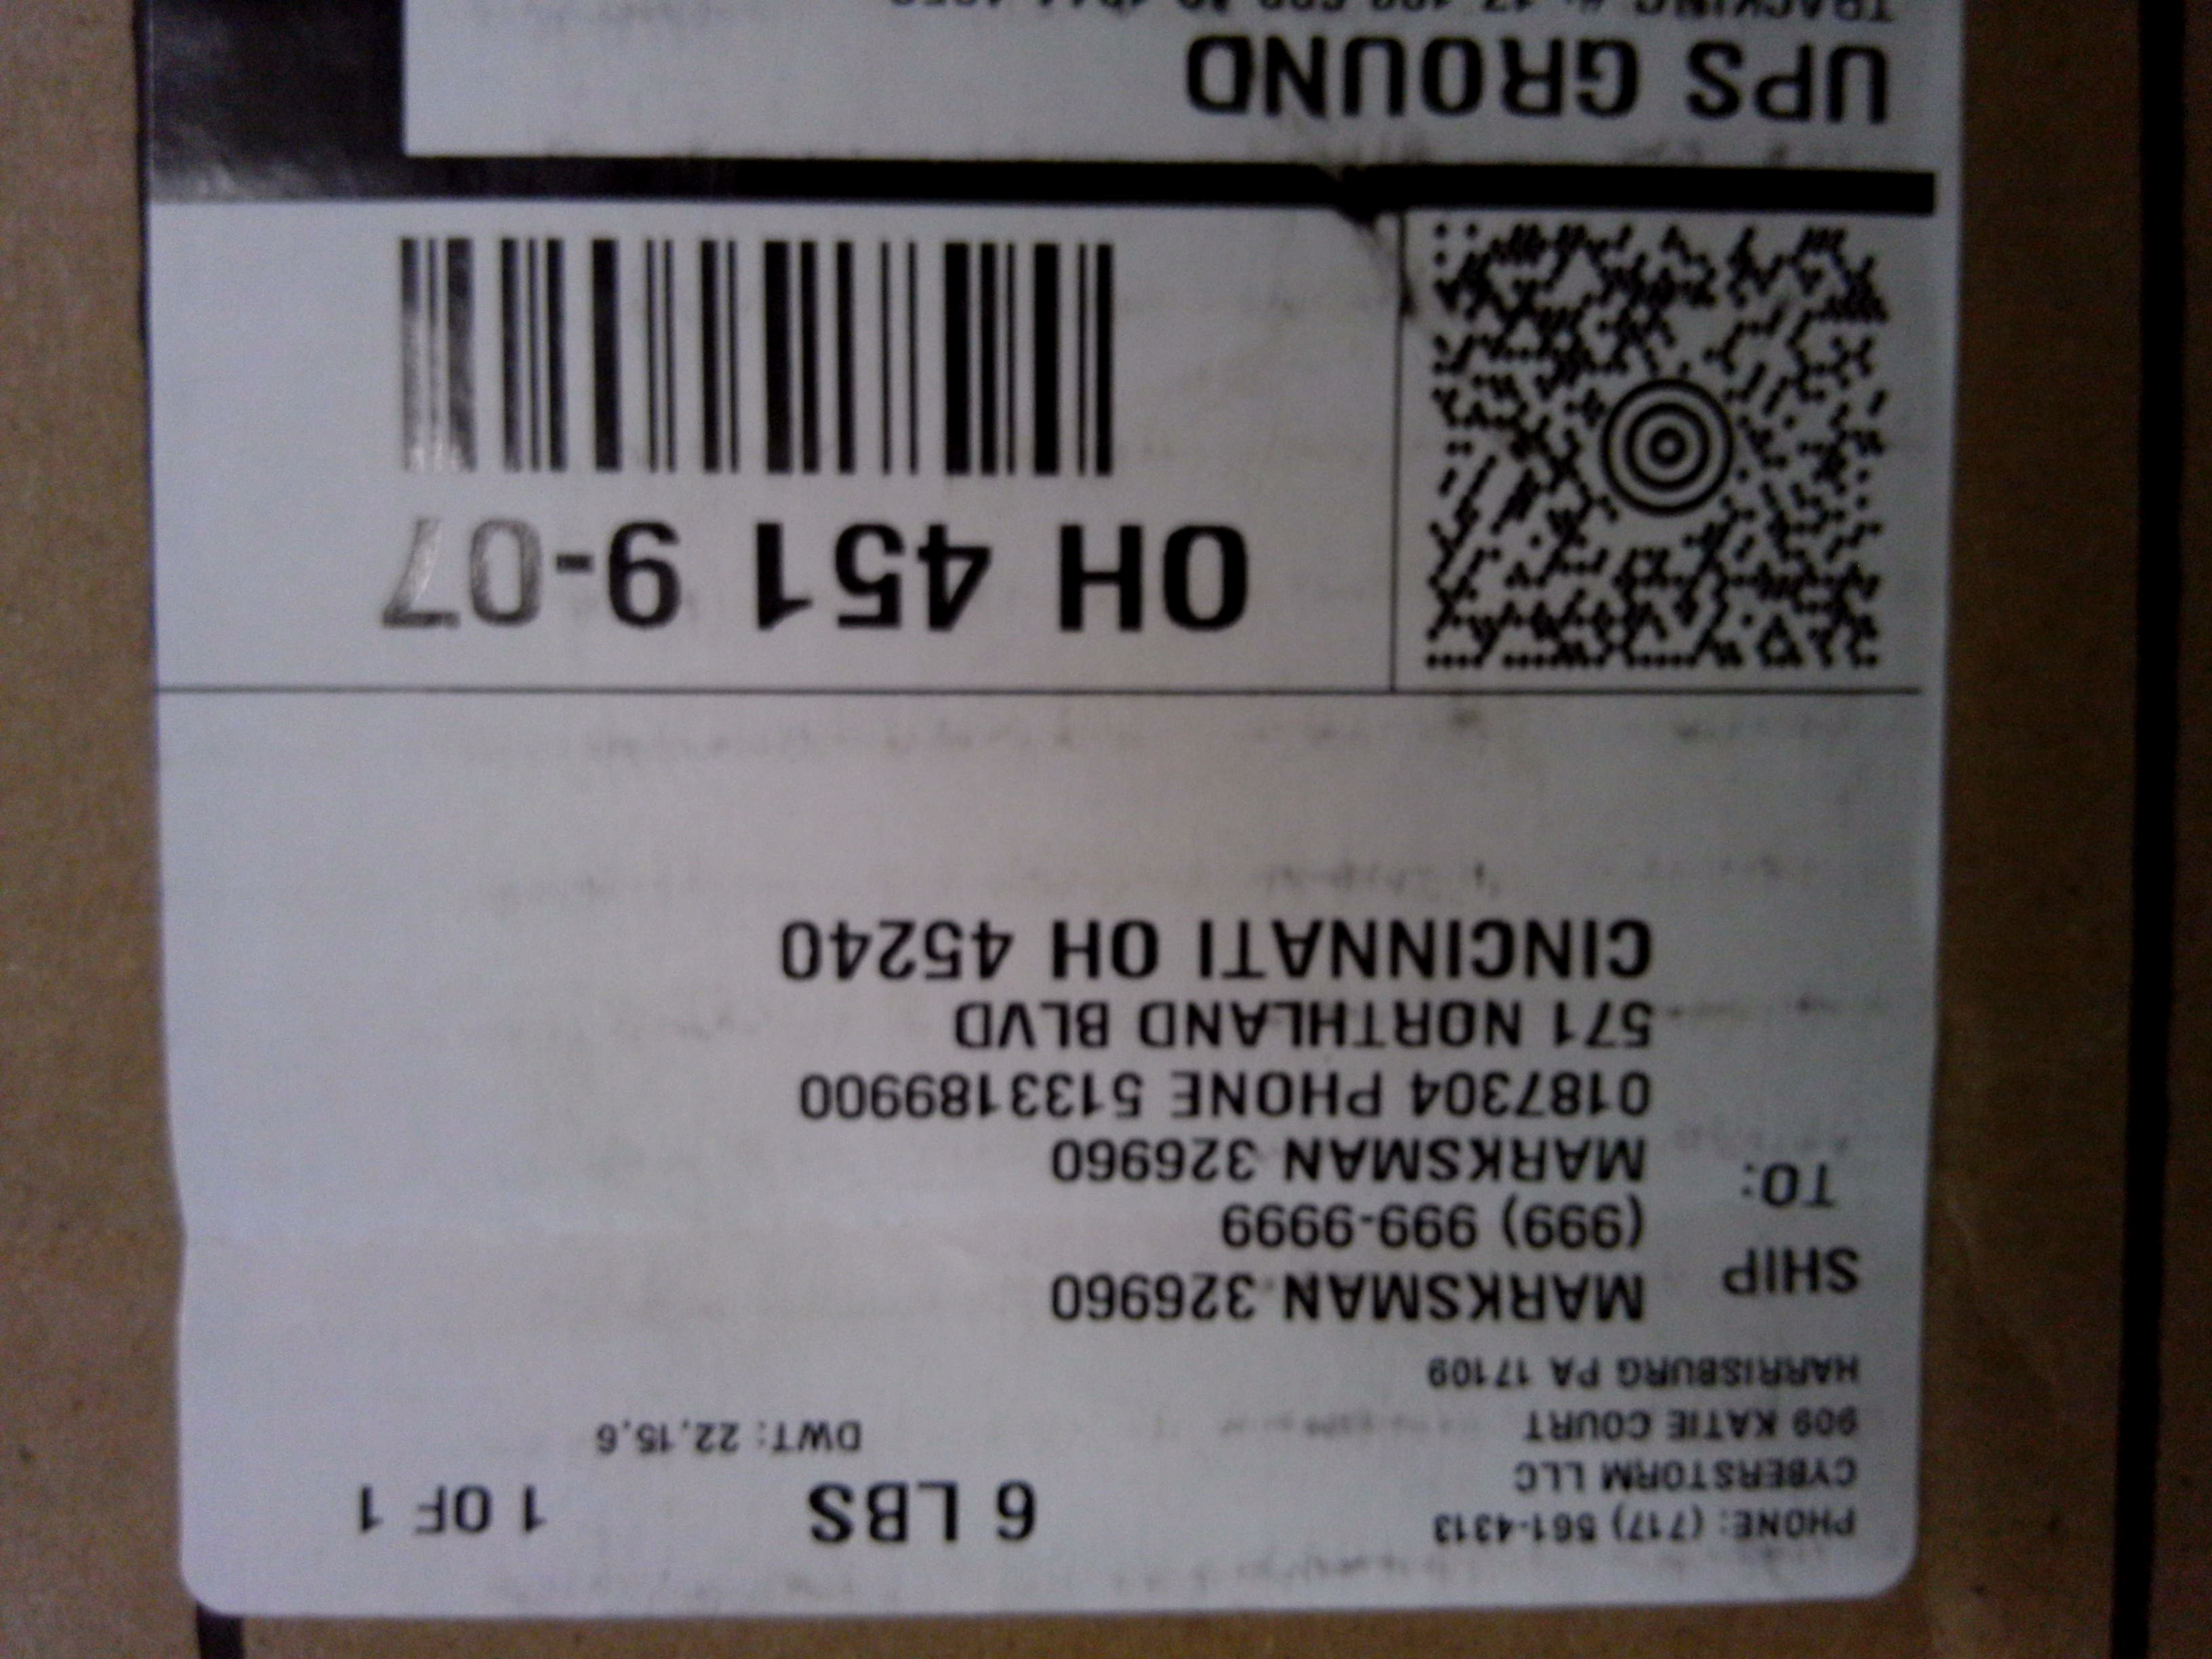 PHONE: (717) 561-4313
CYBERSTORM LLC
909 KATIE COURT
HARRISBURG PA 17109
6 LBS
1 OF 1
DWT: 22,15,6
SHIP
TO:
MARKSMAN 326960
(999) 999-9999
MARKSMAN 326960
0187304 PHONE 5133189900
571 NORTHLAND BLVD
CINCINNATI OH 45240
OH 451 9-07
UPS GROUND
TRACKING #: